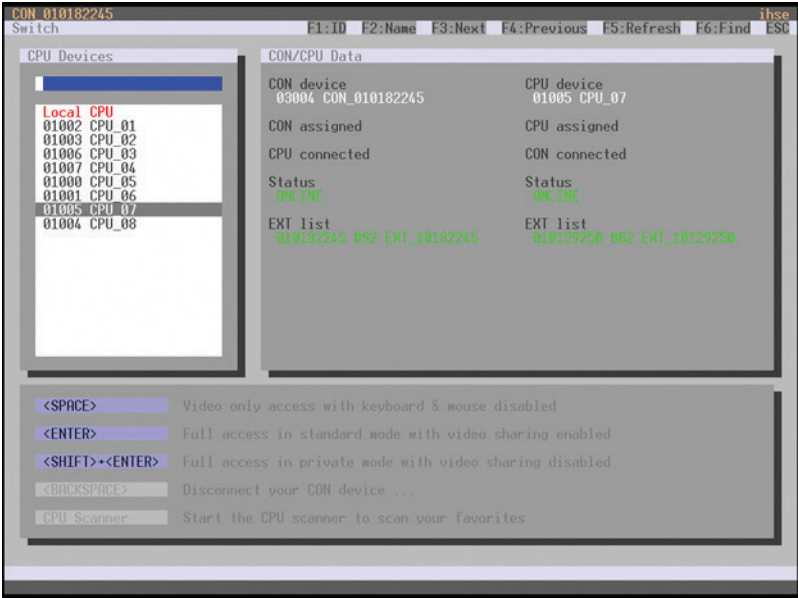 CON_010182245 ihse
Switch F1:ID F2:Name F3:Next F4:Previous F5:Refresh F6:Find ESC
CPU Devices
Local CPU
01002 CPU_01
01003 CPU_02
01006 CPU_03
01007 CPU_04
01000 CPU_05
01001 CPU_06
01005 CPU_07
01004 CPU_08
CON/CPU Data
CON device CPU device
03004 CON_010182245 01005 CPU_07
CON assigned CPU assigned
CPU connected CON connected
Status Status
ONLINE ONLINE
EXT list EXT list
010182245 092 EXT_10182245 010129250 082 EXT_10129250
<SPACE> Video only access with keyboard & mouse disabled
<ENTER> Full access in standard mode with video sharing enabled
<SHIFT>+<ENTER> Full access in private mode with video sharing disabled
<BACKSPACE> Disconnect your CON device ...
CPU Scanner Start the CPU scanner to scan your favorites